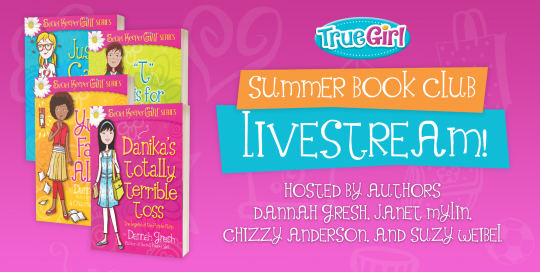 Secret Keeper Girl SERIES
Jus
C
Secret Keeper Girl SERIES
"T"
is for
Secret Keeper Girl SERIES
Secret Keeper Girl SERIES
Danika's
Totally
Terrible
Toss
Dannah Gresh
TRUE GIRL
SUMMER BOOK CLUB
LIVESTREAM!
HOSTED BY AUTHORS
DANNAH GRESH, JANET MYLIN,
CHIZZY ANDERSON, AND SUZY WEIBEL